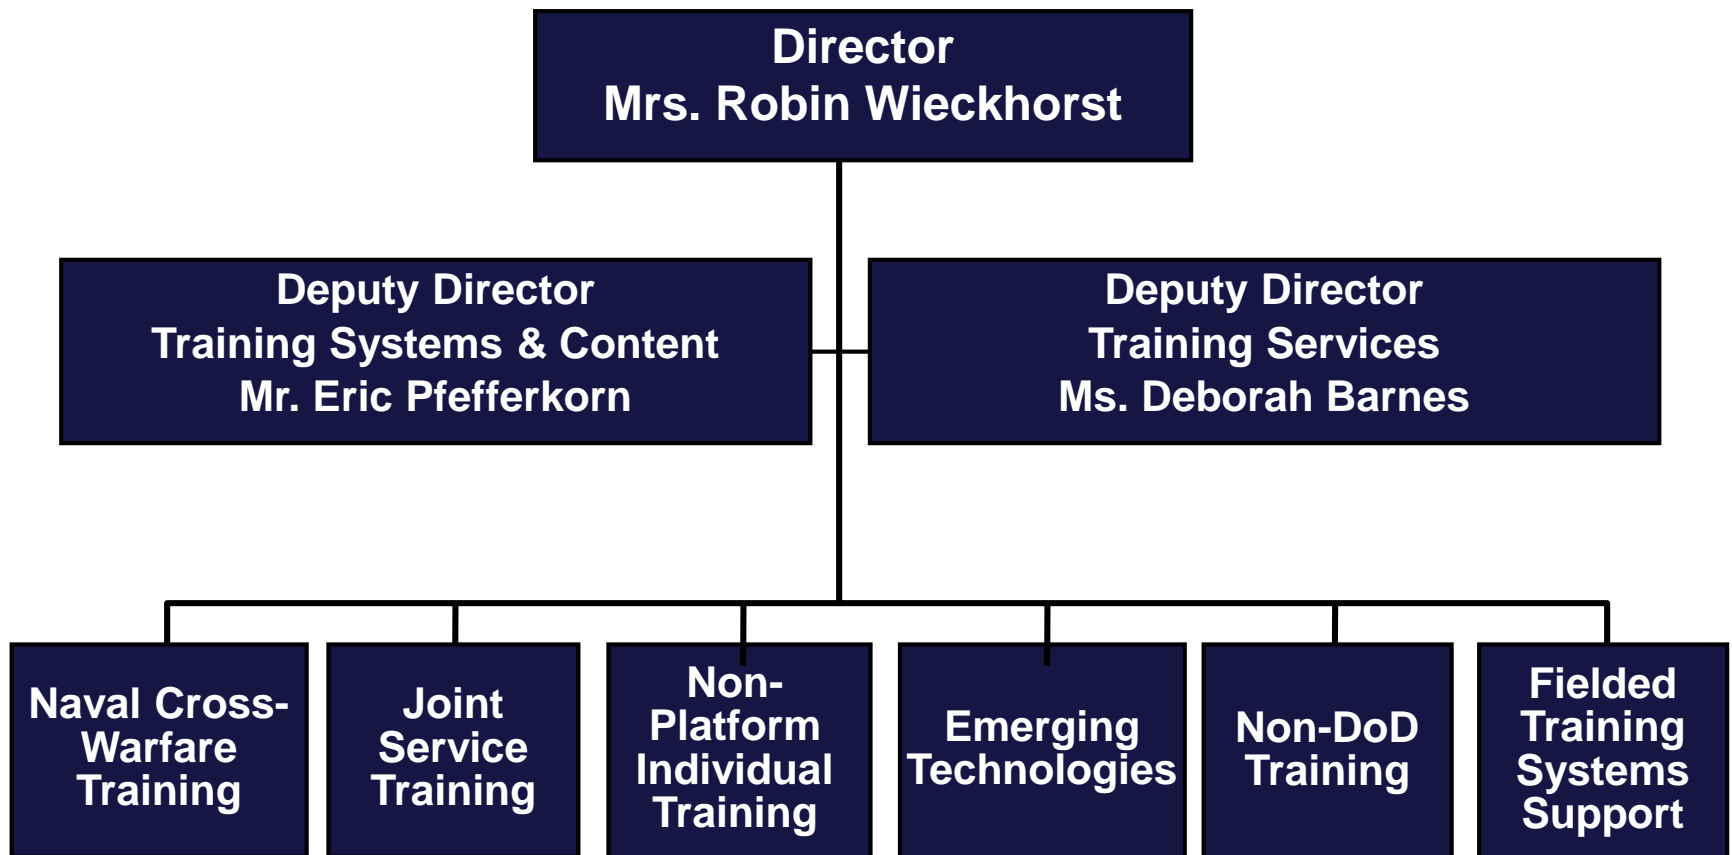 Director
Mrs. Robin Wieckhorst
Deputy Director
Training Systems & Content
Mr. Eric Pfefferkorn
Deputy Director
Training Services
Ms. Deborah Barnes
Naval Cross-
Warfare
Training
Joint
Service
Training
Non-
Platform
Individual
Training
Emerging
Technologies
Non-DoD
Training
Fielded
Training
Systems
Support